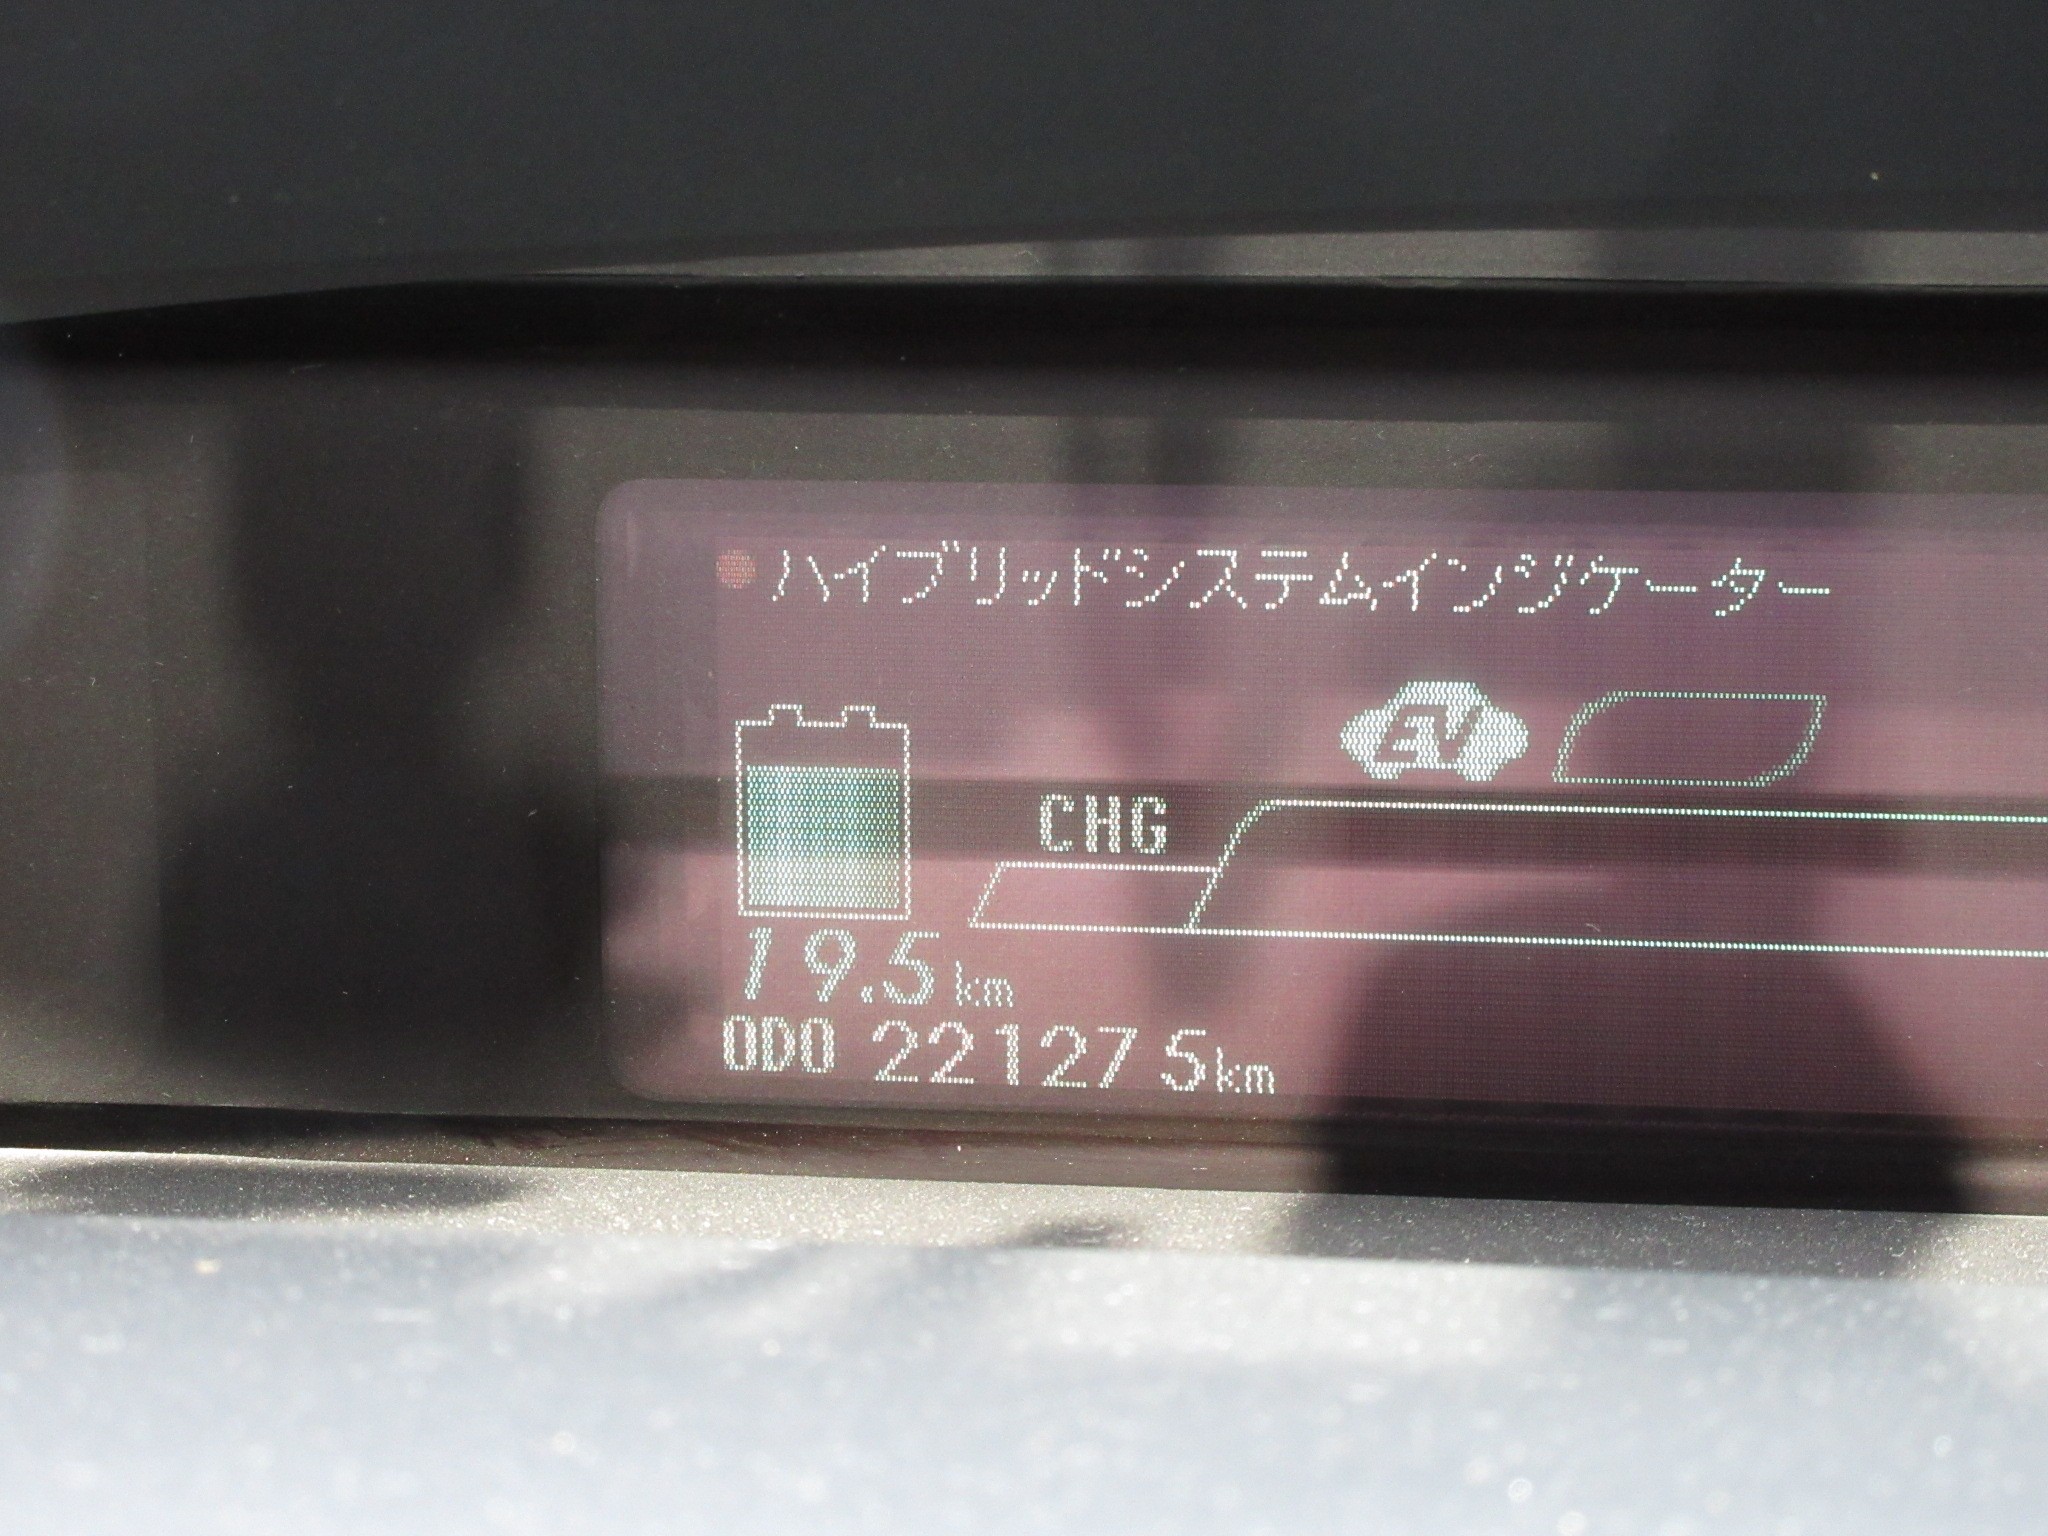 ハイブリッドシステムインジケーター
EV
CHG
19.5km
ODO 221275km